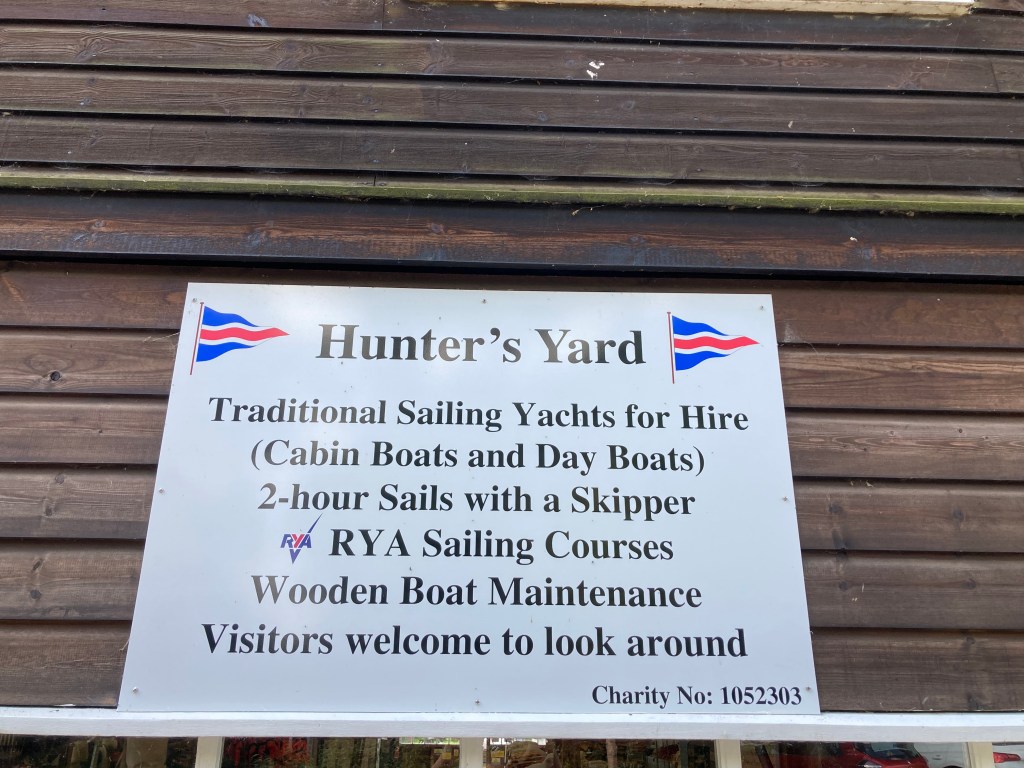 Hunter's Yard
Traditional Sailing Yachts for Hire
(Cabin Boats and Day Boats)
2-hour Sails with a Skipper
RYA RYA Sailing Courses
Wooden Boat Maintenance
Visitors welcome to look around
Charity No: 1052303